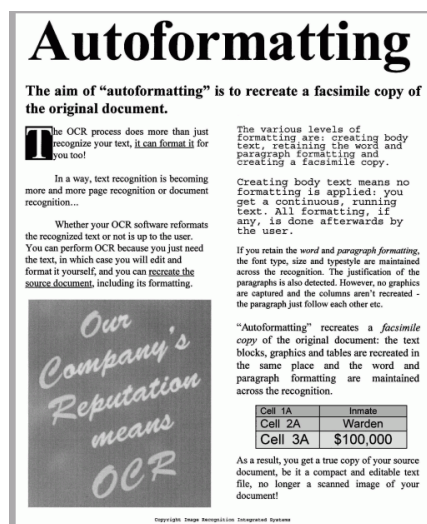 Autoformatting
The aim of “autoformatting” is to recreate a facsimile copy of
the original document.
The OCR process does more than just
recognize your text, it can format it for
you too!
In a way, text recognition is becoming
more and more page recognition or document
recognition...
Whether your OCR software reformats
the recognized text or not is up to the user.
You can perform OCR because you just need
the text, in which case you will edit and
format it yourself, and you can recreate the
source document, including its formatting.
Our
Company's
Reputation
means
OCR
The various levels of
formatting are: creating body
text, retaining the word and
paragraph formatting and
creating a facsimile copy.
Creating body text means no
formatting is applied: you
get a continuous, running
text. All formatting, if
any, is done afterwards by
the user.
If you retain the word and paragraph formatting,
the font type, size and typestyle are maintained
across the recognition. The justification of the
paragraphs is also detected. However, no graphics
are captured and the columns aren't recreated -
the paragraph just follow each other etc.
“Autoformatting” recreates a facsimile
copy of the original document: the text
blocks, graphics and tables are recreated in
the same place and the word and
paragraph formatting are maintained
across the recognition.
Cell 1A Inmate
Cell 2A Warden
Cell 3A $100,000
As a result, you get a true copy of your source
document, be it a compact and editable text
file, no longer a scanned image of your
document!
Copyright Image Recognition Integrated Systems